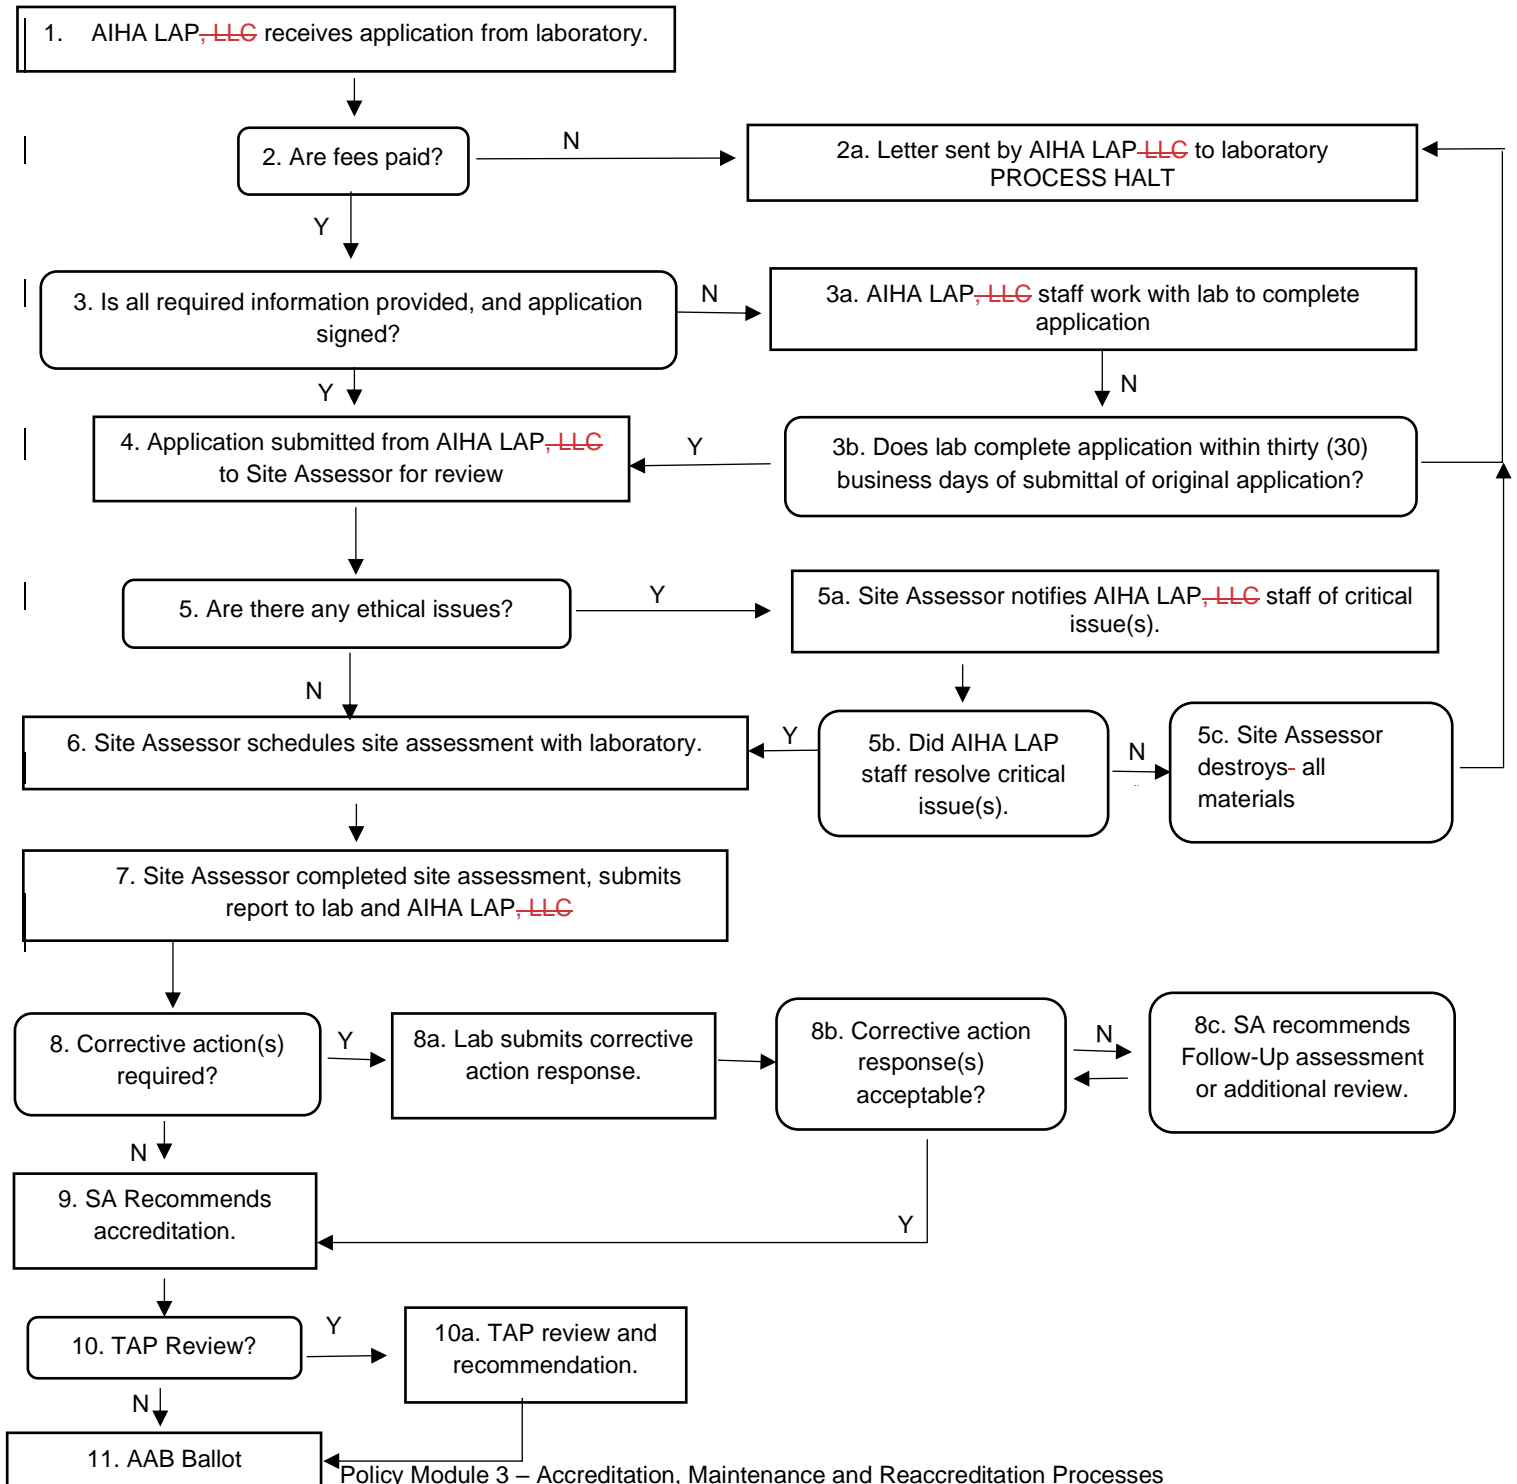 1. AIHA LAP, LLC receives application from laboratory.
2. Are fees paid?
N
2a. Letter sent by AIHA LAP LLC to laboratory
PROCESS HALT
Y
3. Is all required information provided, and application
signed?
N
3a. AIHA LAP, LLC staff work with lab to complete
application
Y
N
4. Application submitted from AIHA LAP, LLC
to Site Assessor for review
Y
3b. Does lab complete application within thirty (30)
business days of submittal of original application?
5. Are there any ethical issues?
Y
5a. Site Assessor notifies AIHA LAP, LLC staff of critical
issue(s).
N
6. Site Assessor schedules site assessment with laboratory.
Y
5b. Did AIHA LAP
staff resolve critical
issue(s).
N
5c. Site Assessor
destroys- all
materials
7. Site Assessor completed site assessment, submits
report to lab and AIHA LAP, LLC
8. Corrective action(s)
required?
Y
8a. Lab submits corrective
action response.
8b. Corrective action
response(s)
acceptable?
N
8c. SA recommends
Follow-Up assessment
or additional review.
N
9. SA Recommends
accreditation.
Y
10. TAP Review?
Y
10a. TAP review and
recommendation.
N
11. AAB Ballot
Policy Module 3 – Accreditation, Maintenance and Reaccreditation Processes